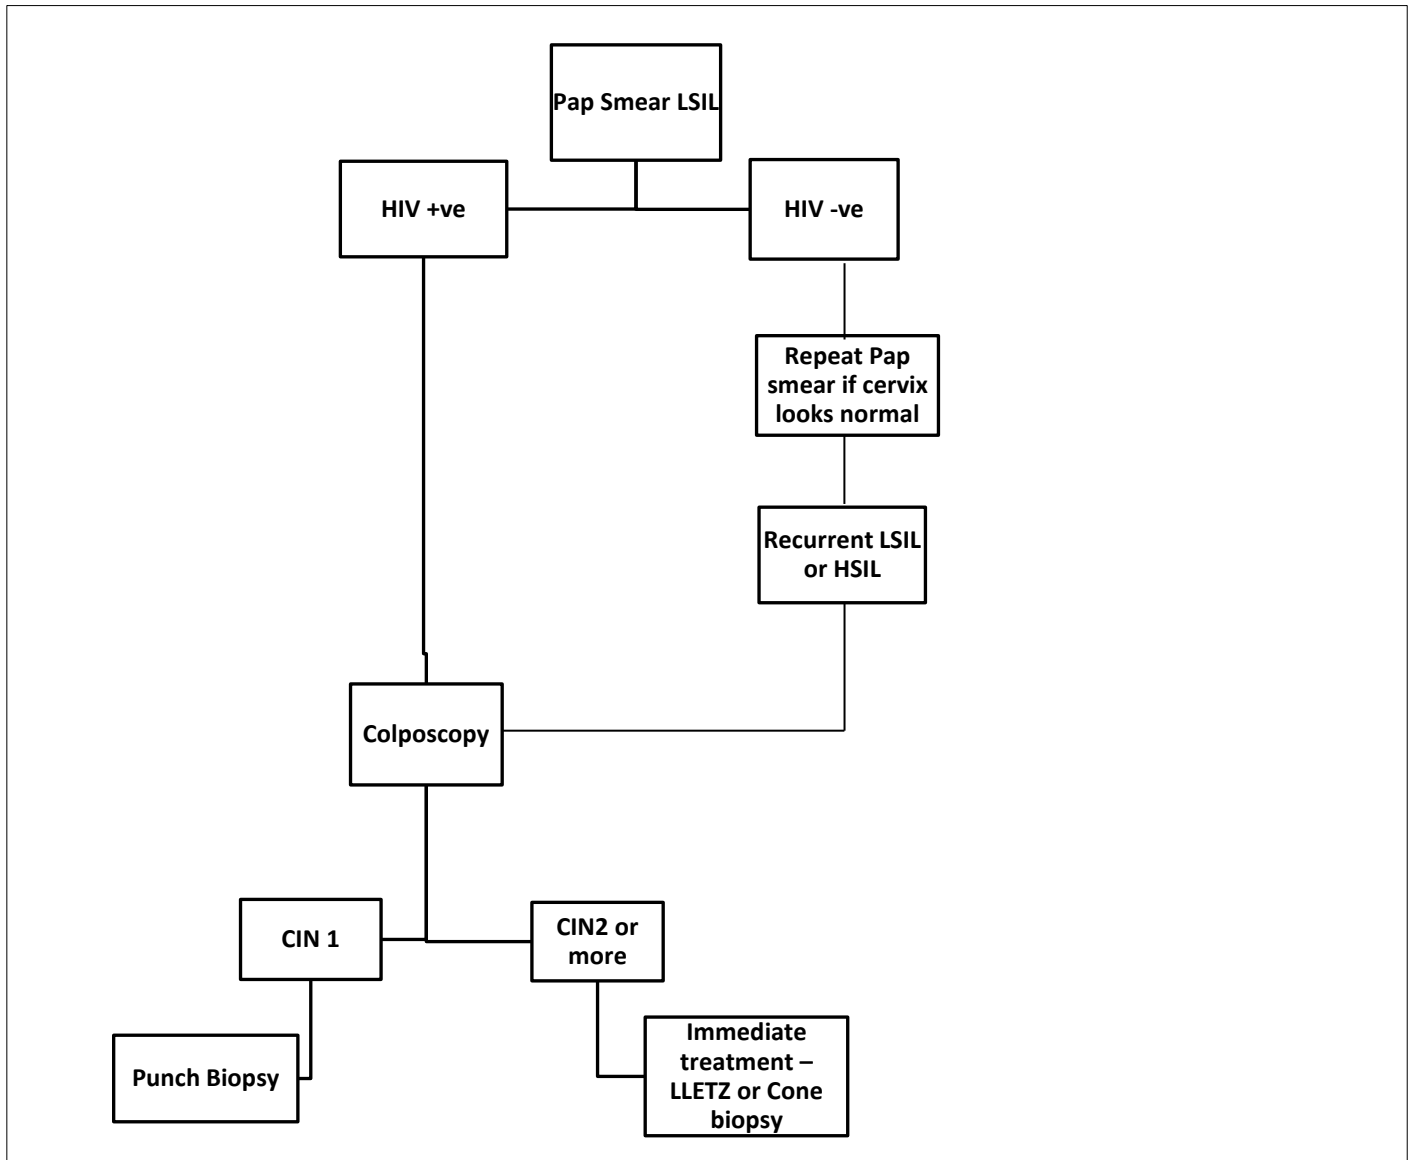 Pap Smear LSIL
HIV +ve
HIV -ve
Repeat Pap
smear if cervix
looks normal
Recurrent LSIL
or HSIL
Colposcopy
CIN 1
CIN2 or
more
Punch Biopsy
Immediate
treatment –
LLETZ or Cone
biopsy